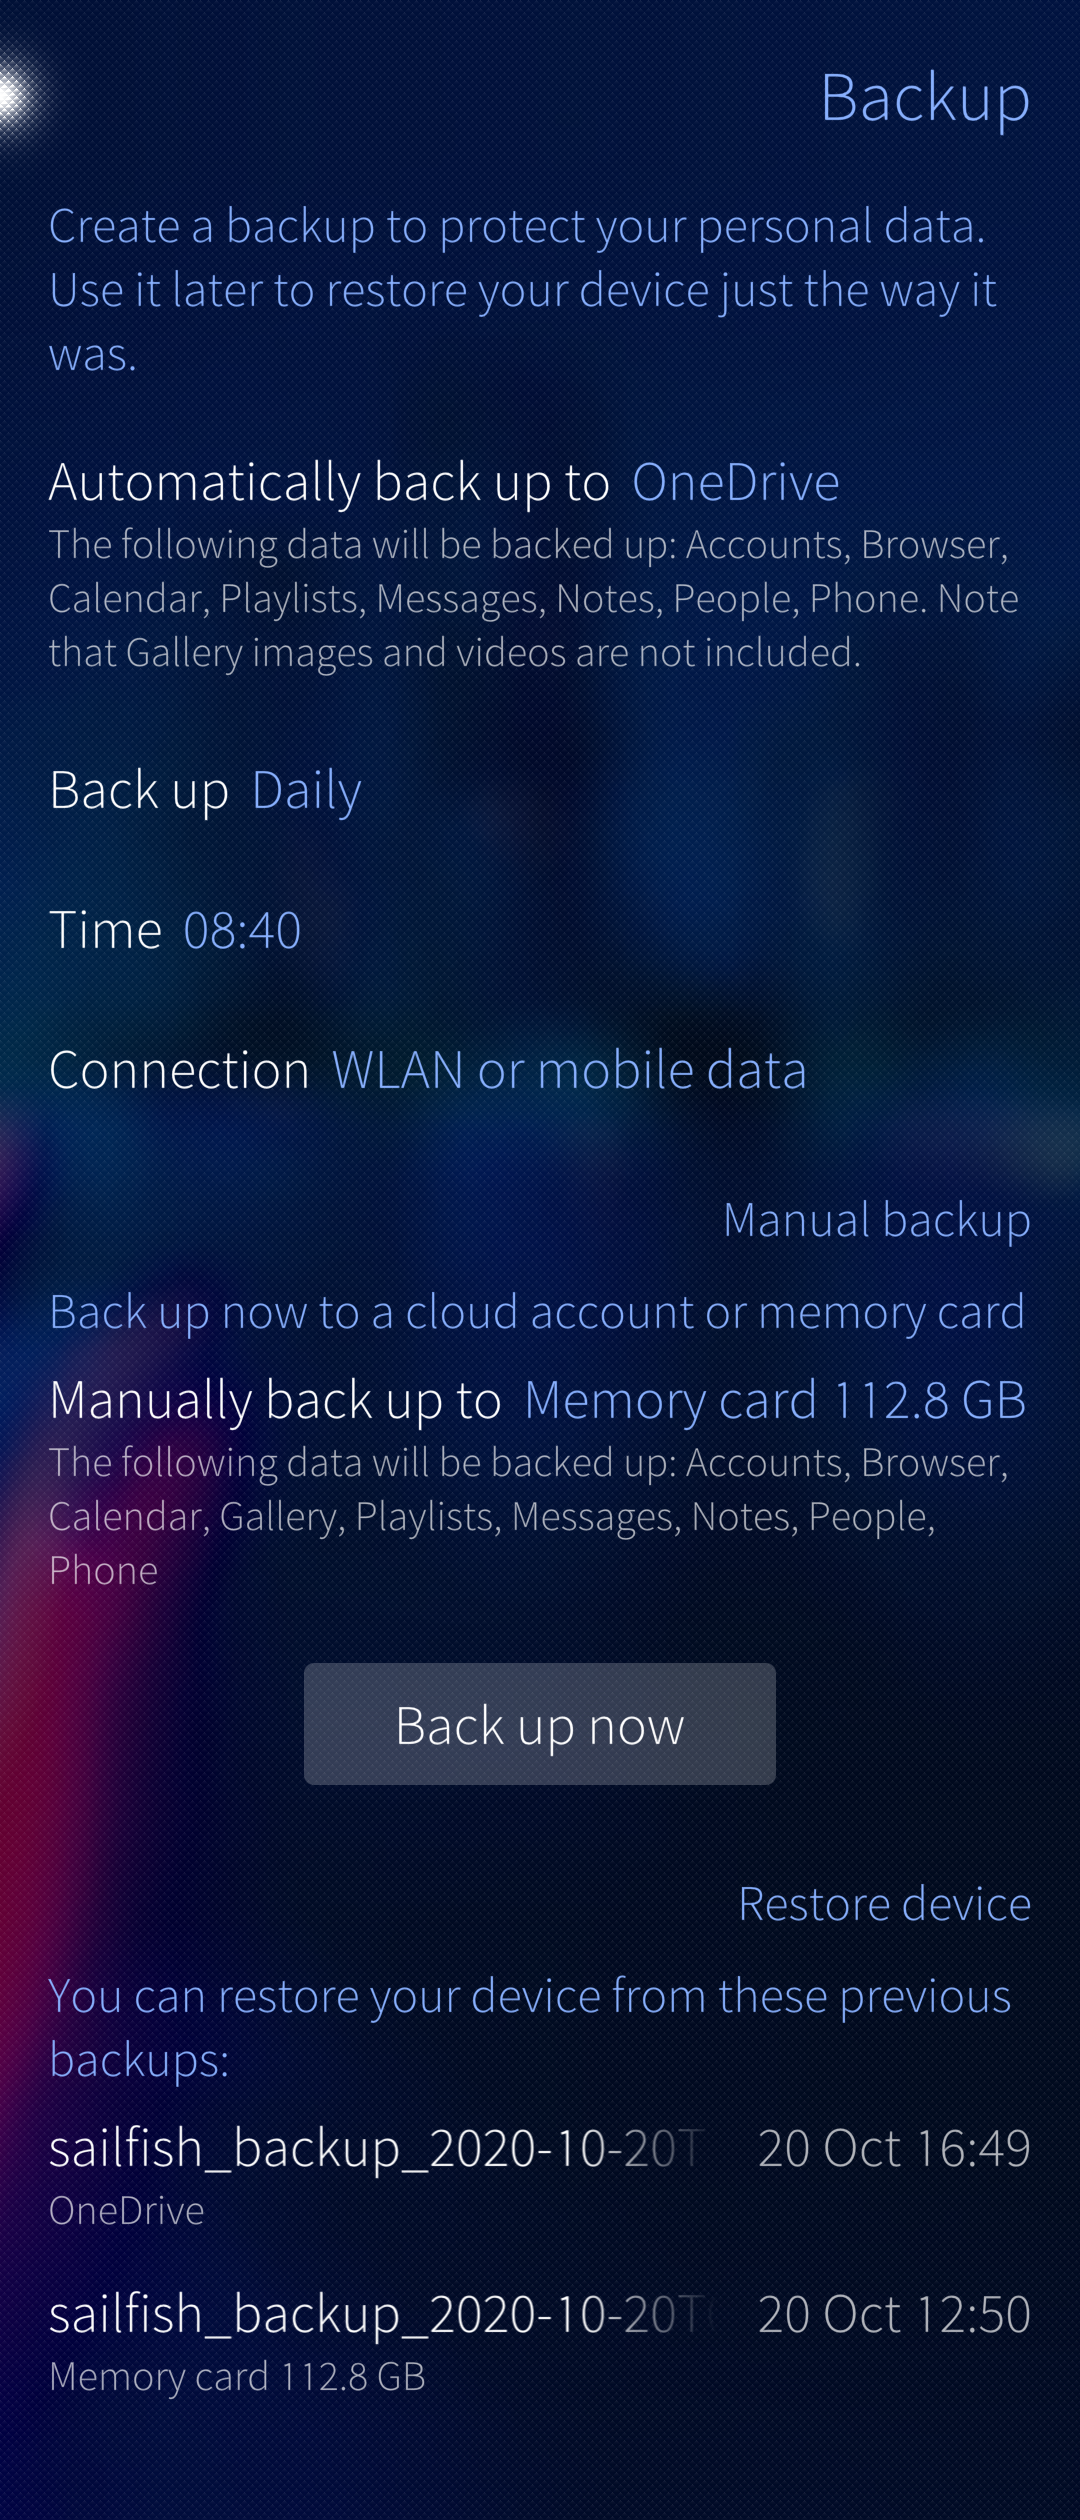 Backup
Create a backup to protect your personal data.
Use it later to restore your device just the way it
was.
Automatically back up to OneDrive
The following data will be backed up: Accounts, Browser,
Calendar, Playlists, Messages, Notes, People, Phone. Note
that Gallery images and videos are not included.
Back up Daily
Time 08:40
Connection WLAN or mobile data
Manual backup
Back up now to a cloud account or memory card
Manually back up to Memory card 112.8 GB
The following data will be backed up: Accounts, Browser,
Calendar, Gallery, Playlists, Messages, Notes, People,
Phone
Back up now
Restore device
You can restore your device from these previous
backups:
sailfish_backup_2020-10-20T 20 Oct 16:49
OneDrive
sailfish_backup_2020-10-20T 20 Oct 12:50
Memory card 112.8 GB